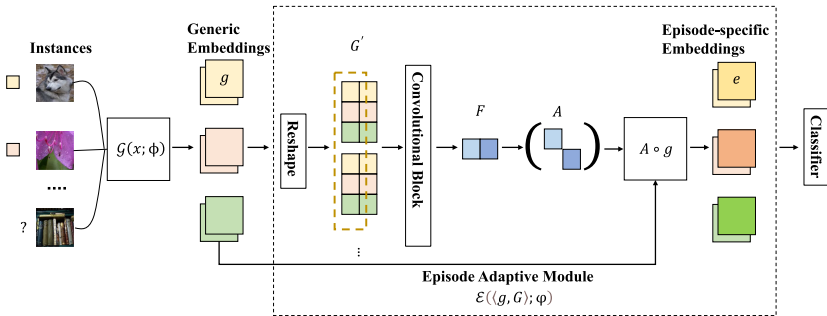 Instances
Generic
Embeddings
Episode-specific
Embeddings
G′
g
e
F
A
𝒢(x; ϕ)
Reshape
Convolutional Block
( )
A ∘ g
Classifier
....
?
...
Episode Adaptive Module
ℰ(⟨g, G⟩; φ)